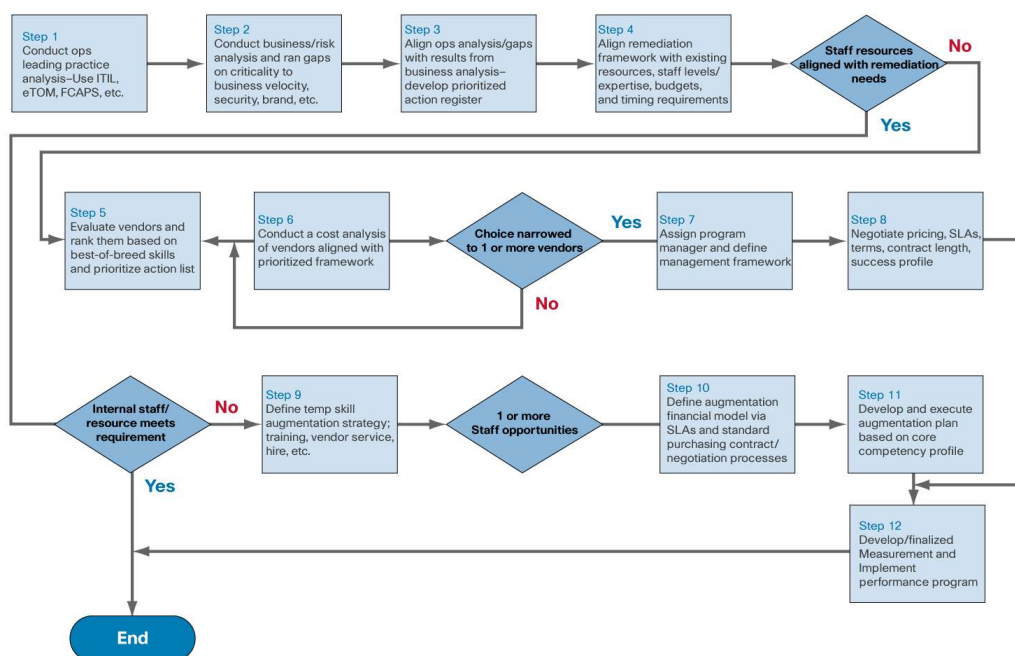 Step 1
Conduct ops
leading practice
analysis–Use ITIL,
eTOM, FCAPS, etc.
Step 2
Conduct business/risk
analysis and ran gaps
on criticality to
business velocity,
security, brand, etc.
Step 3
Align ops analysis/gaps
with results from
business analysis–
develop prioritized
action register
Step 4
Align remediation
framework with existing
resources, staff levels/
expertise, budgets,
and timing requirements
Staff resources
aligned with remediation
needs
No
Yes
Step 5
Evaluate vendors and
rank them based on
best-of-breed skills
and prioritize action list
Step 6
Conduct a cost analysis
of vendors aligned with
prioritized framework
Choice narrowed
to 1 or more vendors
Yes
No
Step 7
Assign program
manager and define
management framework
Step 8
Negotiate pricing, SLAs,
terms, contract length,
success profile
Internal staff/
resource meets
requirement
No
Yes
Step 9
Define temp skill
augmentation strategy;
training, vendor service,
hire, etc.
1 or more
Staff opportunities
Step 10
Define augmentation
financial model via
SLAs and standard
purchasing contract/
negotiation processes
Step 11
Develop and execute
augmentation plan
based on core
competency profile
Step 12
Develop/finalized
Measurement and
Implement
performance program
End